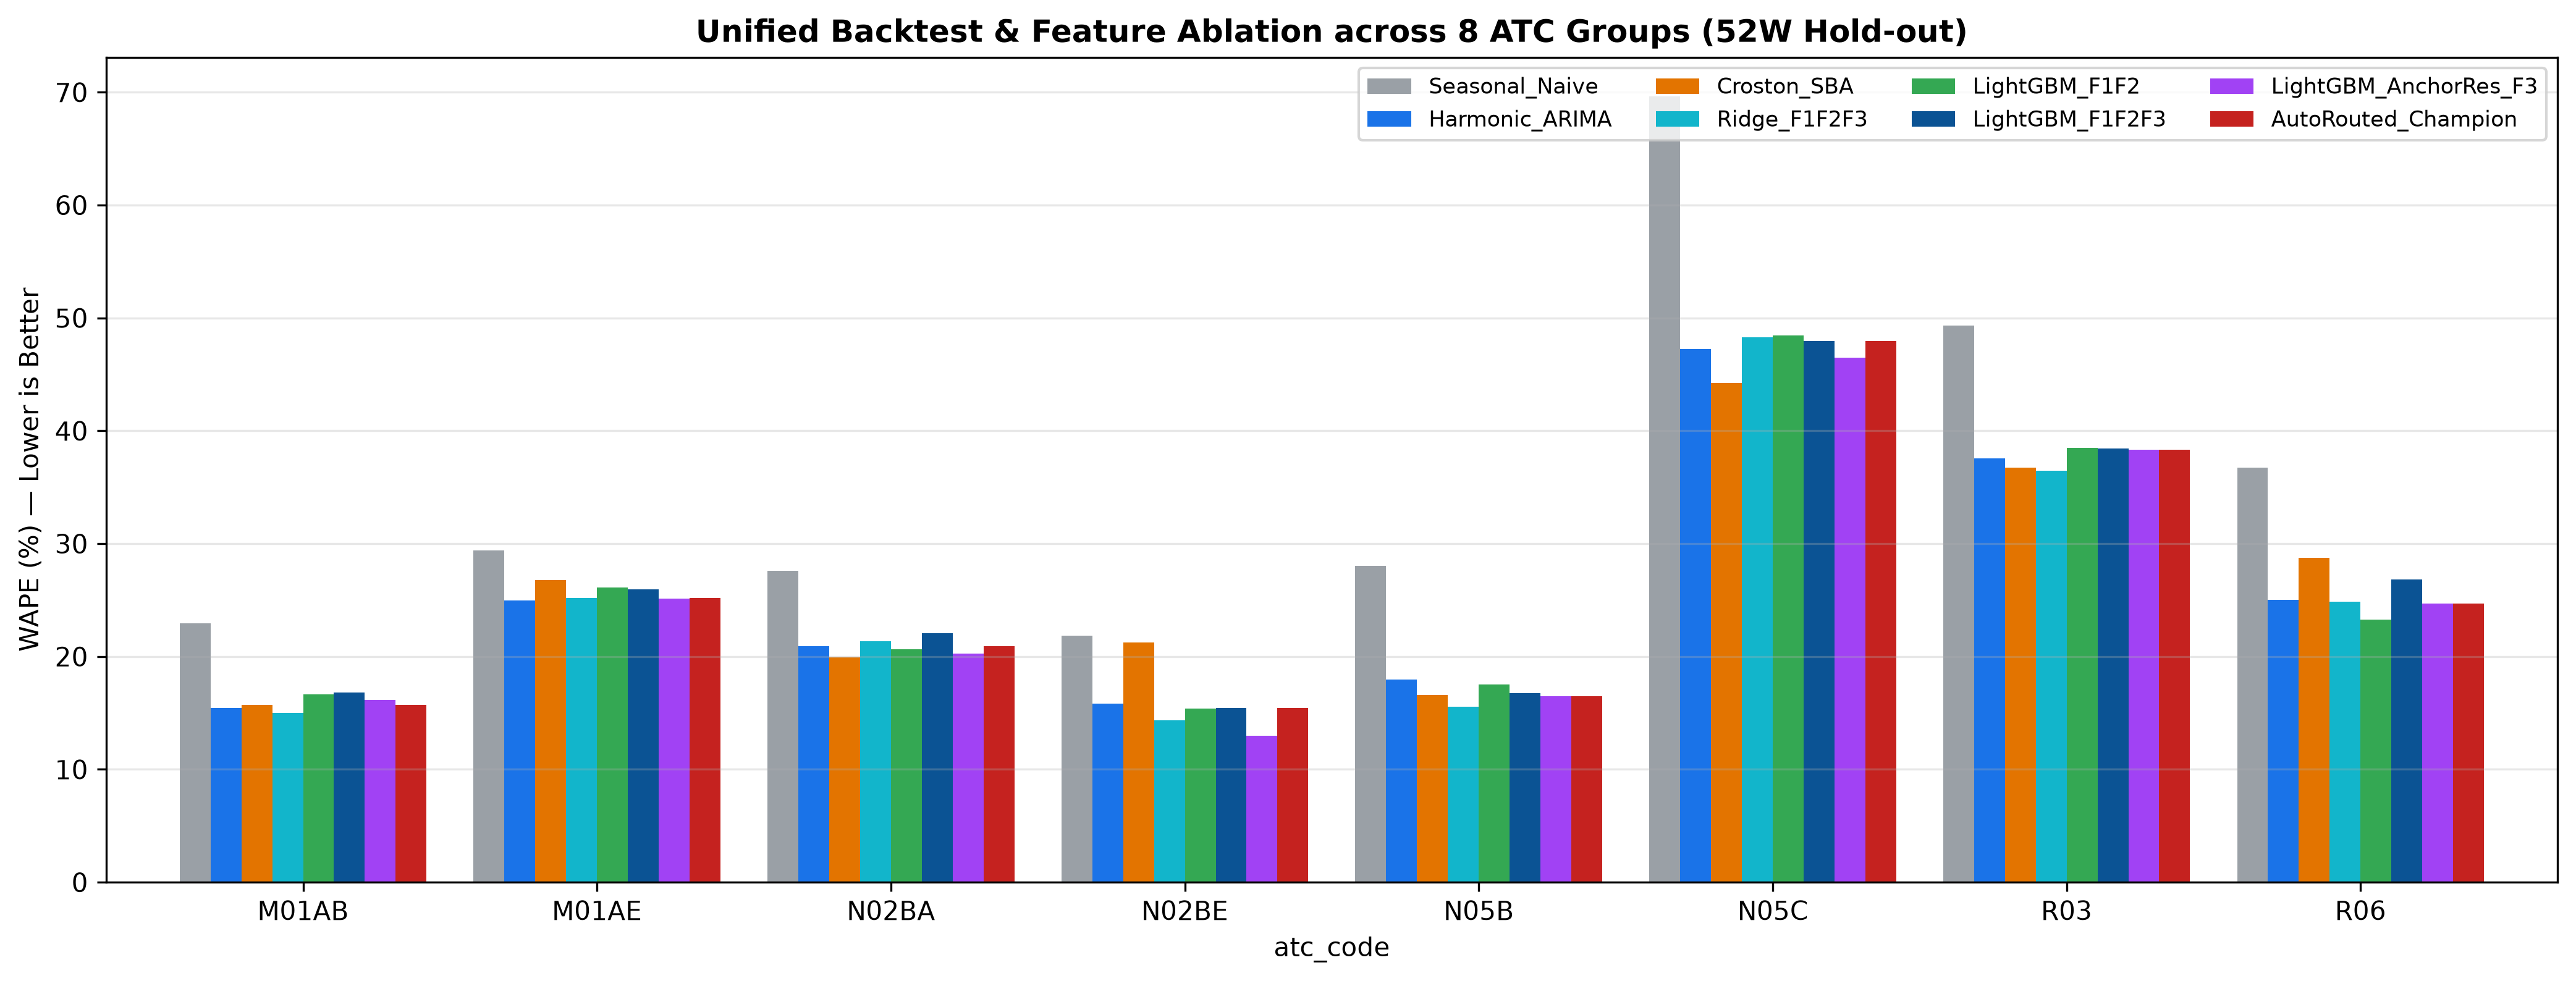 Unified Backtest & Feature Ablation across 8 ATC Groups (52W Hold-out)
Seasonal_Naive
Harmonic_ARIMA
Croston_SBA
Ridge_F1F2F3
LightGBM_F1F2
LightGBM_F1F2F3
LightGBM_AnchorRes_F3
AutoRouted_Champion
WAPE (%) — Lower is Better
70
60
50
40
30
20
10
0
M01AB
M01AE
N02BA
N02BE
N05B
N05C
R03
R06
atc_code